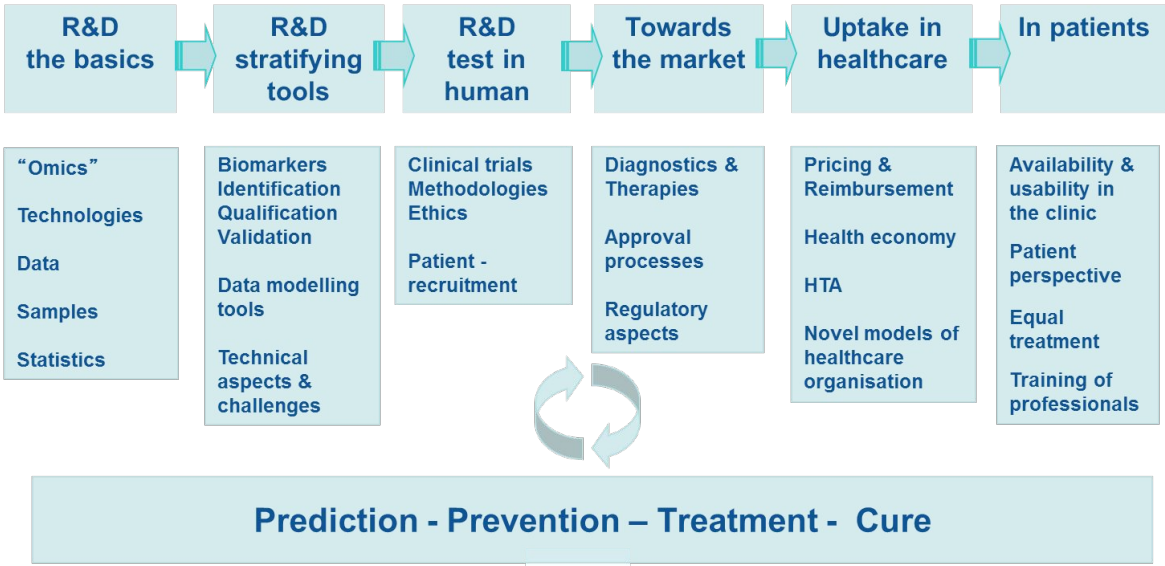 R&D
the basics
R&D
stratifying
tools
R&D
test in
human
Towards
the market
Uptake in
healthcare
In patients
“Omics”
Technologies
Data
Samples
Statistics
Biomarkers
Identification
Qualification
Validation
Data modelling
tools
Technical
aspects &
challenges
Clinical trials
Methodologies
Ethics
Patient -
recruitment
Diagnostics &
Therapies
Approval
processes
Regulatory
aspects
Pricing &
Reimbursement
Health economy
HTA
Novel models of
healthcare
organisation
Availability &
usability in
the clinic
Patient
perspective
Equal
treatment
Training of
professionals
Prediction - Prevention – Treatment - Cure